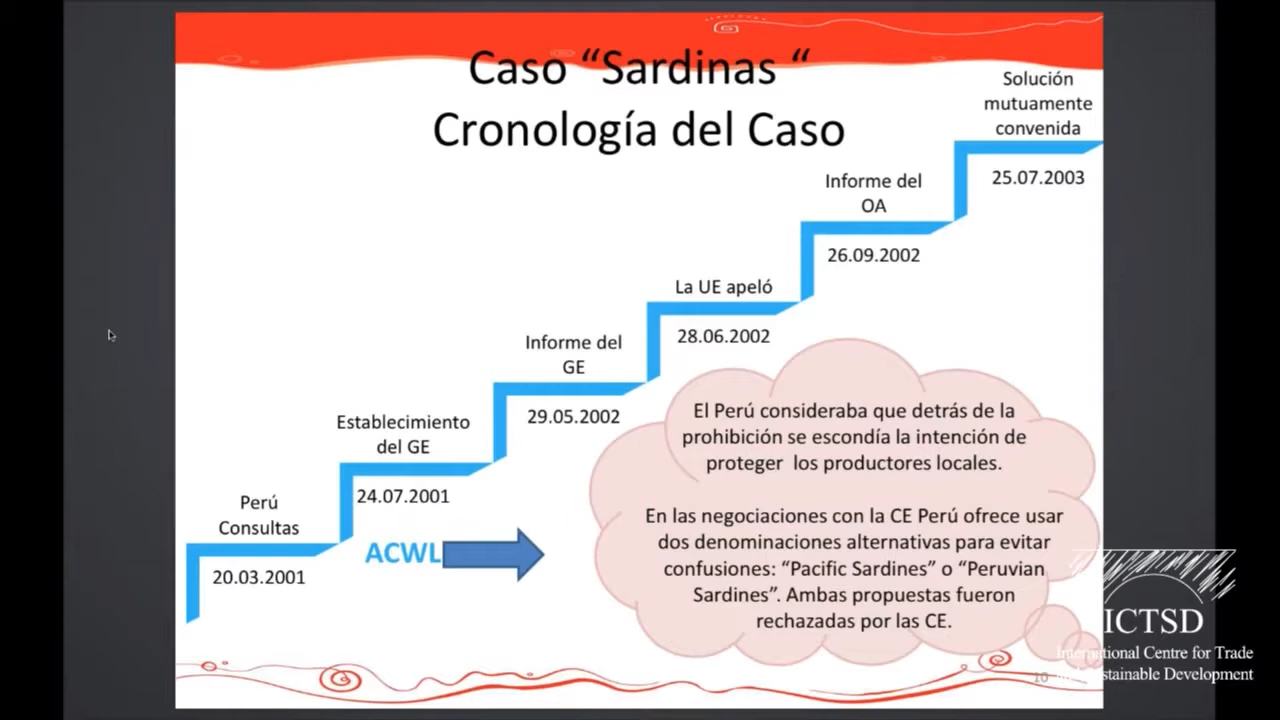 Caso “Sardinas “
Cronología del Caso
Solución
mutuamente
convenida
25.07.2003
Informe del
OA
26.09.2002
La UE apeló
28.06.2002
Informe del
GE
29.05.2002
Establecimiento
del GE
24.07.2001
Perú
Consultas
20.03.2001
ACWL
El Perú consideraba que detrás de la
prohibición se escondía la intención de
proteger los productores locales.
En las negociaciones con la CE Perú ofrece usar
dos denominaciones alternativas para evitar
confusiones: “Pacific Sardines” o “Peruvian
Sardines”. Ambas propuestas fueron
rechazadas por las CE.
10
ICTSD
International Centre for Trade
Sustainable Development